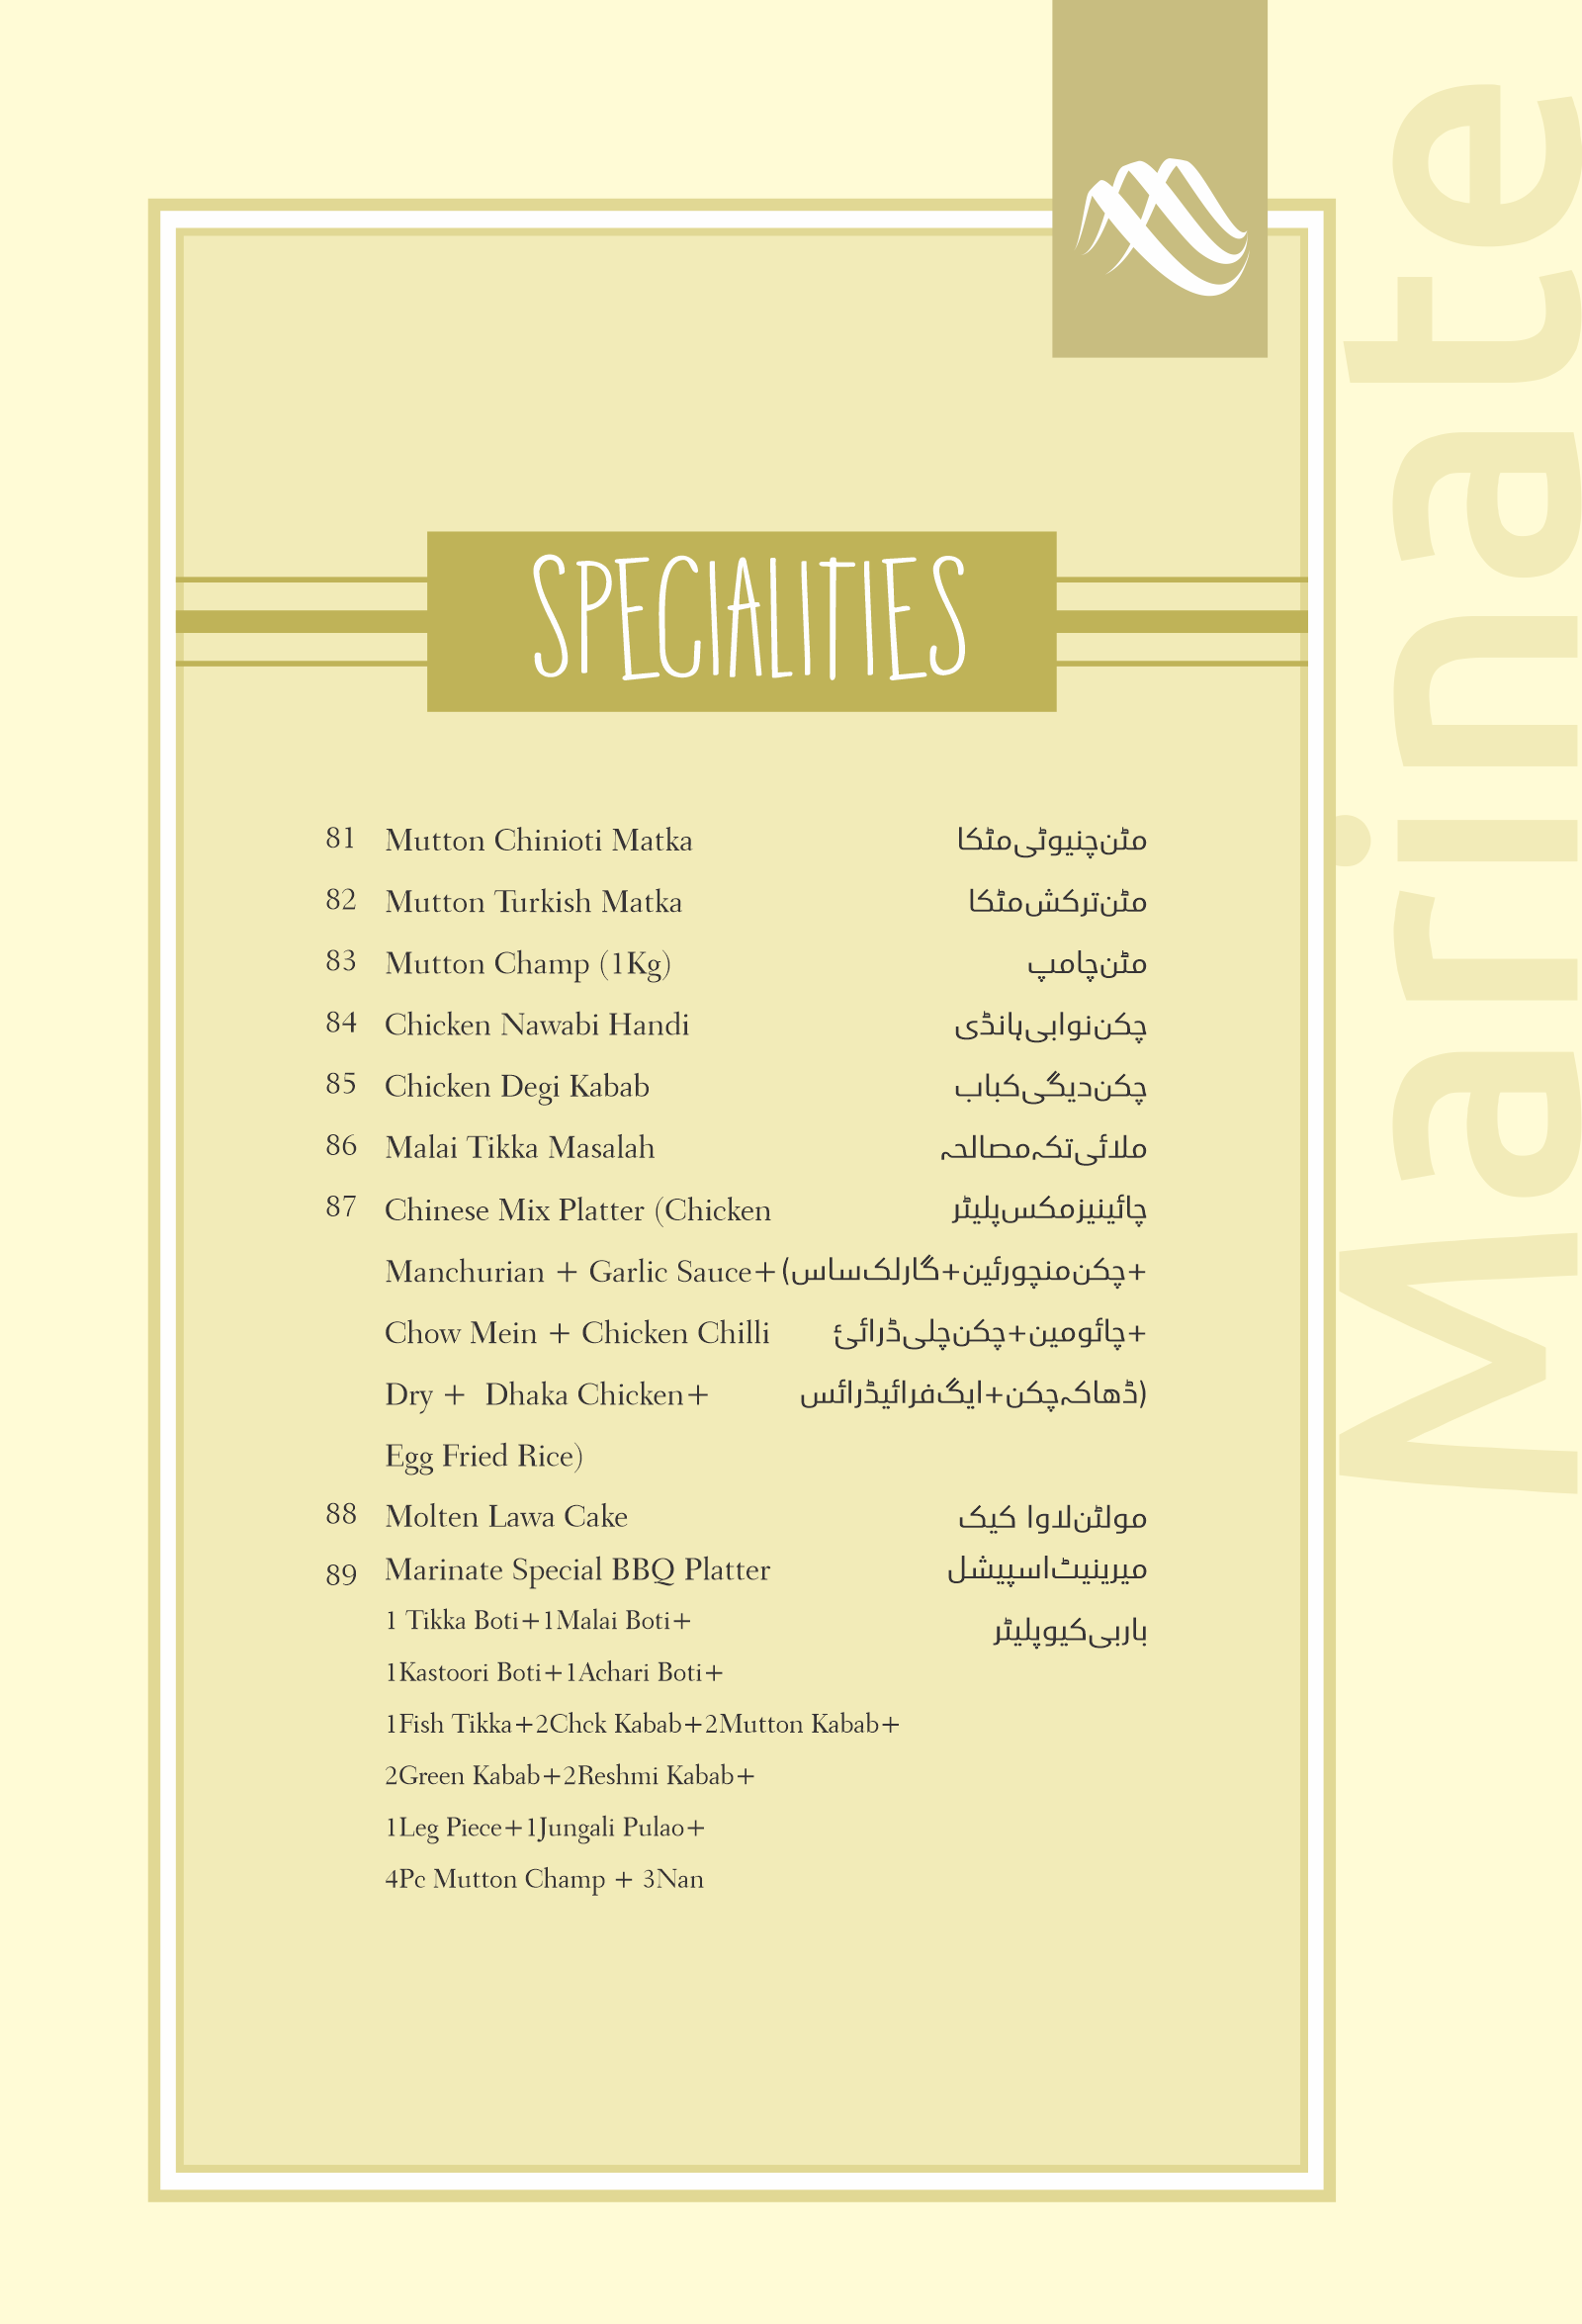 Marinate
SPECIALITIES
81 Mutton Chinioti Matka مٹن چنیوٹی مٹکا
82 Mutton Turkish Matka مٹن ترکش مٹکا
83 Mutton Champ (1Kg) مٹن چامپ
84 Chicken Nawabi Handi چکن نوابی ہانڈی
85 Chicken Degi Kabab چکن دیگی کباب
86 Malai Tikka Masalah ملائی تکہ مصالحہ
87 Chinese Mix Platter (Chicken چائینیز مکس پلیٹر
Manchurian + Garlic Sauce+ +چکن منچورئین+گارلک ساس)
Chow Mein + Chicken Chilli +چائومین+چکن چلی ڈرائئ
Dry + Dhaka Chicken+ (ڈھاکہ چکن+ایگ فرائیڈ رائس
Egg Fried Rice)
88 Molten Lawa Cake مولٹن لاوا کیک
89 Marinate Special BBQ Platter میرینیٹ اسپیشل
1 Tikka Boti+1Malai Boti+ باربی کیو پلیٹر
1Kastoori Boti+1Achari Boti+
1Fish Tikka+2Chck Kabab+2Mutton Kabab+
2Green Kabab+2Reshmi Kabab+
1Leg Piece+1Jungali Pulao+
4Pc Mutton Champ + 3Nan